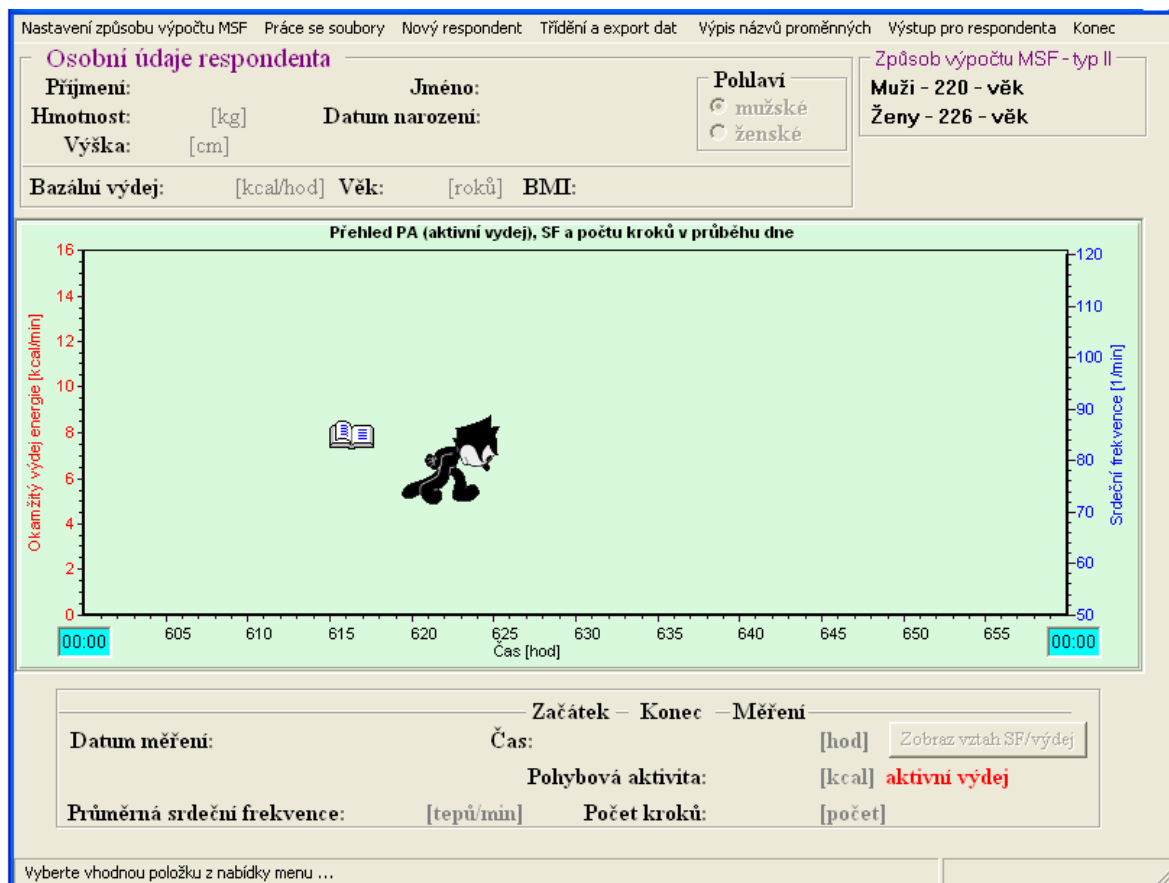 Nastavení způsobu výpočtu MSF Práce se soubory Nový respondent Třídění a export dat Výpis názvů proměnných Výstup pro respondenta Konec
Osobní údaje respondenta
Příjmení: Jméno:
Hmotnost: [kg] Datum narození:
Výška: [cm]
Pohlaví
mužské
ženské
Bazální výdej: [kcal/hod] Věk: [roků] BMI:
Způsob výpočtu MSF - typ II
Muži - 220 - věk
Ženy - 226 - věk
Přehled PA (aktivní vydej), SF a počtu kroků v průběhu dne
Okamžitý výdej energie [kcal/min]
16
14
12
10
8
6
4
2
0
120
110
100
90
80
70
60
50
Srdeční frekvence [1/min]
00:00 605 610 615 620 625 630 635 640 645 650 655 00:00
Čas [hod]
Začátek – Konec – Měření
Datum měření: Čas: [hod] Zobraz vztah SF/výdej
Pohybová aktivita: [kcal] aktivní výdej
Průměrná srdeční frekvence: [tepů/min] Počet kroků: [počet]
Vyberte vhodnou položku z nabídky menu ...